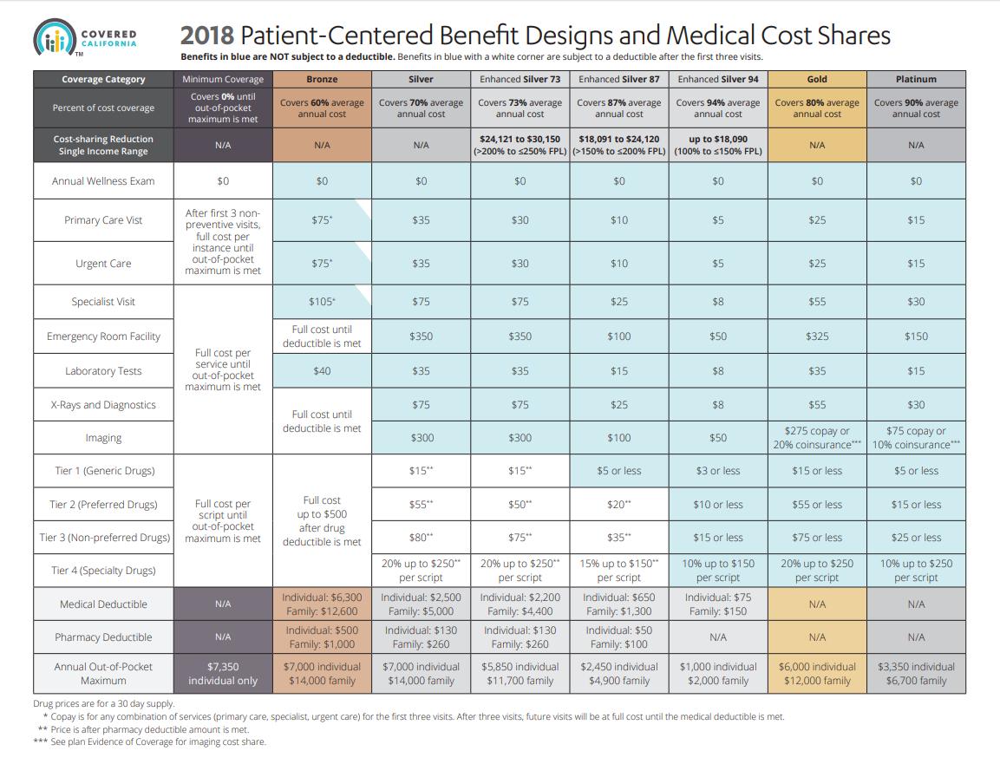 COVERED
CALIFORNIA
TM
2018 Patient-Centered Benefit Designs and Medical Cost Shares
Benefits in blue are NOT subject to a deductible. Benefits in blue with a white corner are subject to a deductible after the first three visits.
Coverage Category Minimum Coverage Bronze Silver Enhanced Silver 73 Enhanced Silver 87 Enhanced Silver 94 Gold Platinum
Percent of cost coverage
Covers 0% until
out-of-pocket
maximum is met
Covers 60% average
annual cost
Covers 70% average
annual cost
Covers 73% average
annual cost
Covers 87% average
annual cost
Covers 94% average
annual cost
Covers 80% average
annual cost
Covers 90% average
annual cost
Cost-sharing Reduction
Single Income Range
N/A
N/A
N/A
$24,121 to $30,150
(>200% to ≤250% FPL)
$18,091 to $24,120
(>150% to ≤200% FPL)
up to $18,090
(100% to ≤150% FPL)
N/A
N/A
Annual Wellness Exam $0 $0 $0 $0 $0 $0 $0 $0
Primary Care Vist
After first 3 non-
preventive visits,
full cost per
instance until
out-of-pocket
maximum is met
$75* $35 $30 $10 $5 $25 $15
Urgent Care $75* $35 $30 $10 $5 $25 $15
Specialist Visit
Full cost per
service until
out-of-pocket
maximum is met
$105* $75 $75 $25 $8 $55 $30
Emergency Room Facility
Full cost until
deductible is met
$350 $350 $100 $50 $325 $150
Laboratory Tests $40 $35 $35 $15 $8 $35 $15
X-Rays and Diagnostics
Full cost until
deductible is met
$75 $75 $25 $8 $55 $30
Imaging $300 $300 $100 $50
$275 copay or
20% coinsurance***
$75 copay or
10% coinsurance***
Tier 1 (Generic Drugs)
Full cost per
script until
out-of-pocket
maximum is met
Full cost
up to $500
after drug
deductible is met
$15** $15** $5 or less $3 or less $15 or less $5 or less
Tier 2 (Preferred Drugs) $55** $50** $20** $10 or less $55 or less $15 or less
Tier 3 (Non-preferred Drugs) $80** $75** $35** $15 or less $75 or less $25 or less
Tier 4 (Specialty Drugs)
20% up to $250**
per script
20% up to $250**
per script
15% up to $150**
per script
10% up to $150
per script
20% up to $250
per script
10% up to $250
per script
Medical Deductible
N/A
Individual: $6,300
Family: $12,600
Individual: $2,500
Family: $5,000
Individual: $2,200
Family: $4,400
Individual: $650
Family: $1,300
Individual: $75
Family: $150
N/A
N/A
Pharmacy Deductible
N/A
Individual: $500
Family: $1,000
Individual: $130
Family: $260
Individual: $130
Family: $260
Individual: $50
Family: $100
N/A
N/A
N/A
Annual Out-of-Pocket
Maximum
$7,350
individual only
$7,000 individual
$14,000 family
$7,000 individual
$14,000 family
$5,850 individual
$11,700 family
$2,450 individual
$4,900 family
$1,000 individual
$2,000 family
$6,000 individual
$12,000 family
$3,350 individual
$6,700 family
Drug prices are for a 30 day supply.
* Copay is for any combination of services (primary care, specialist, urgent care) for the first three visits. After three visits, future visits will be at full cost until the medical deductible is met.
** Price is after pharmacy deductible amount is met.
*** See plan Evidence of Coverage for imaging cost share.